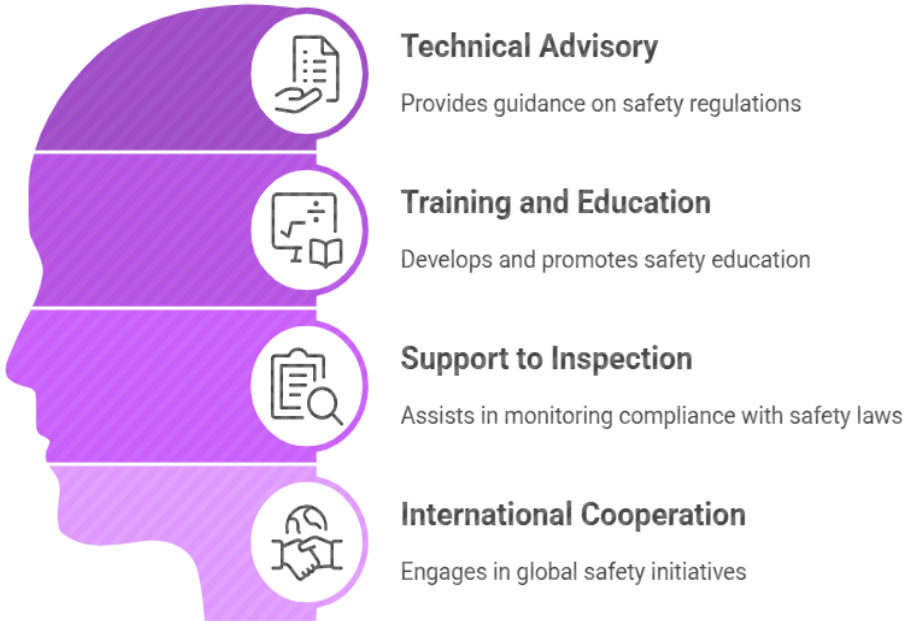 Technical Advisory
Provides guidance on safety regulations
Training and Education
Develops and promotes safety education
Support to Inspection
Assists in monitoring compliance with safety laws
International Cooperation
Engages in global safety initiatives